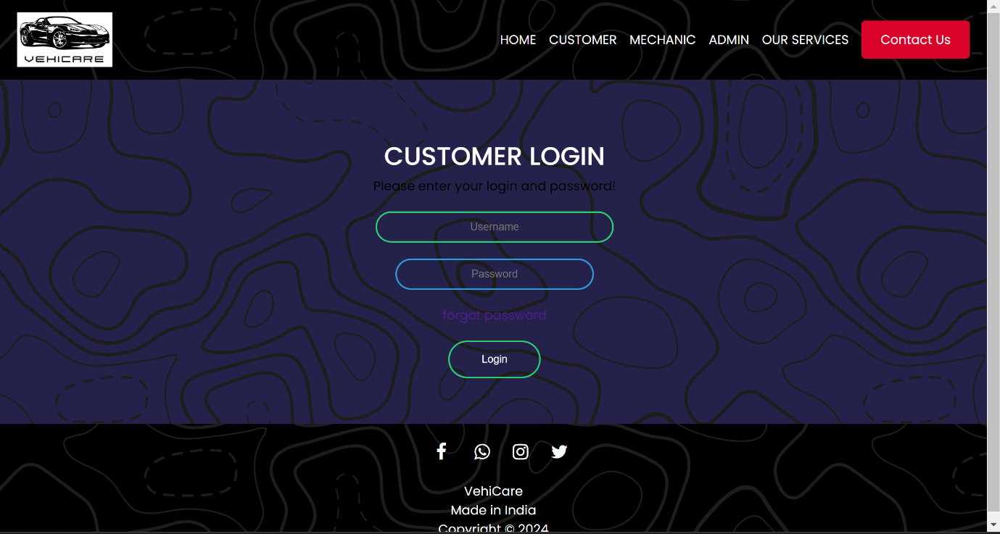 VEHICARE
HOME CUSTOMER MECHANIC ADMIN OUR SERVICES Contact Us
CUSTOMER LOGIN
Please enter your login and password!
Username
Password
forgot password
Login
VehiCare
Made in India
Copyright © 2024